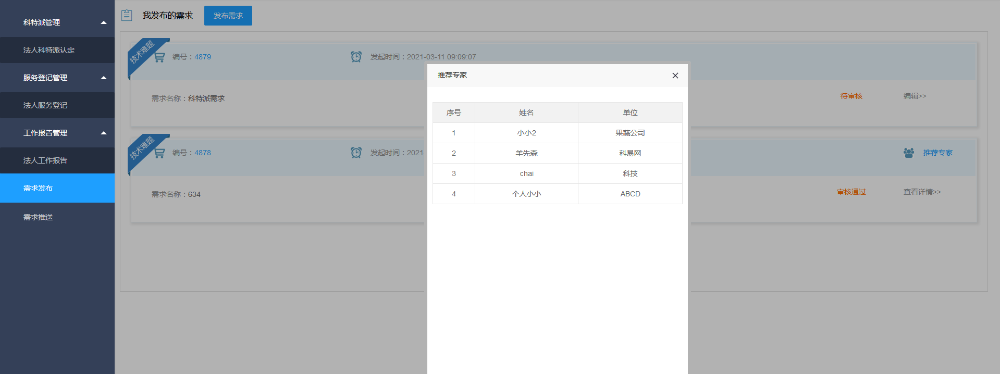 科特派管理
法人科特派认定
服务登记管理
法人服务登记
工作报告管理
法人工作报告
需求发布
需求推送
我发布的需求 发布需求
技术难题
编号：4879 发起时间：2021-03-11 09:09:07
需求名称：科特派需求 待审核 编辑>>
技术难题
编号：4878 发起时间：2021- 推荐专家
需求名称：634 审核通过 查看详情>>
推荐专家
序号 姓名 单位
1 小小2 果蔬公司
2 羊先森 科易网
3 chai 科技
4 个人小小 ABCD